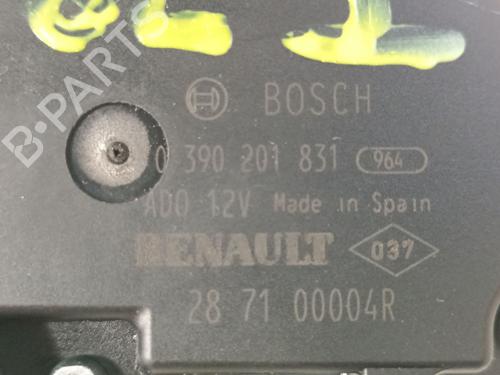 BOSCH
0 390 201 831 964
ADO 12V Made in Spain
RENAULT 037
28 71 00004R
B-PARTS